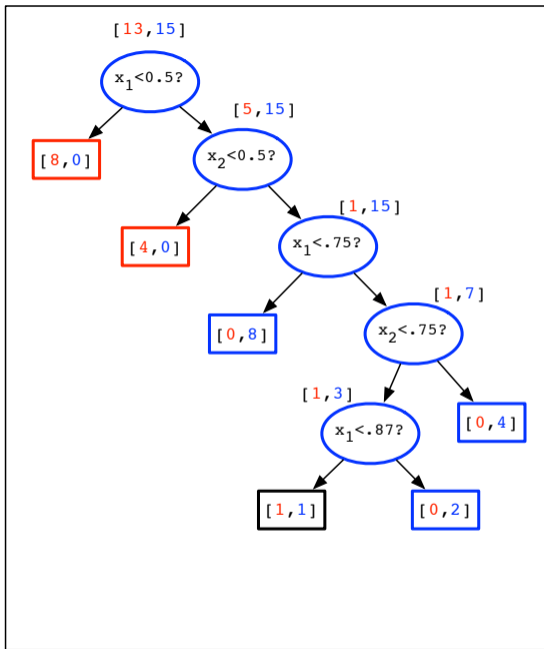 [13,15]
x1<0.5?
[5,15]
[8,0]
x2<0.5?
[1,15]
[4,0]
x1<.75?
[1,7]
[0,8]
x2<.75?
[1,3]
[0,4]
x1<.87?
[1,1]
[0,2]